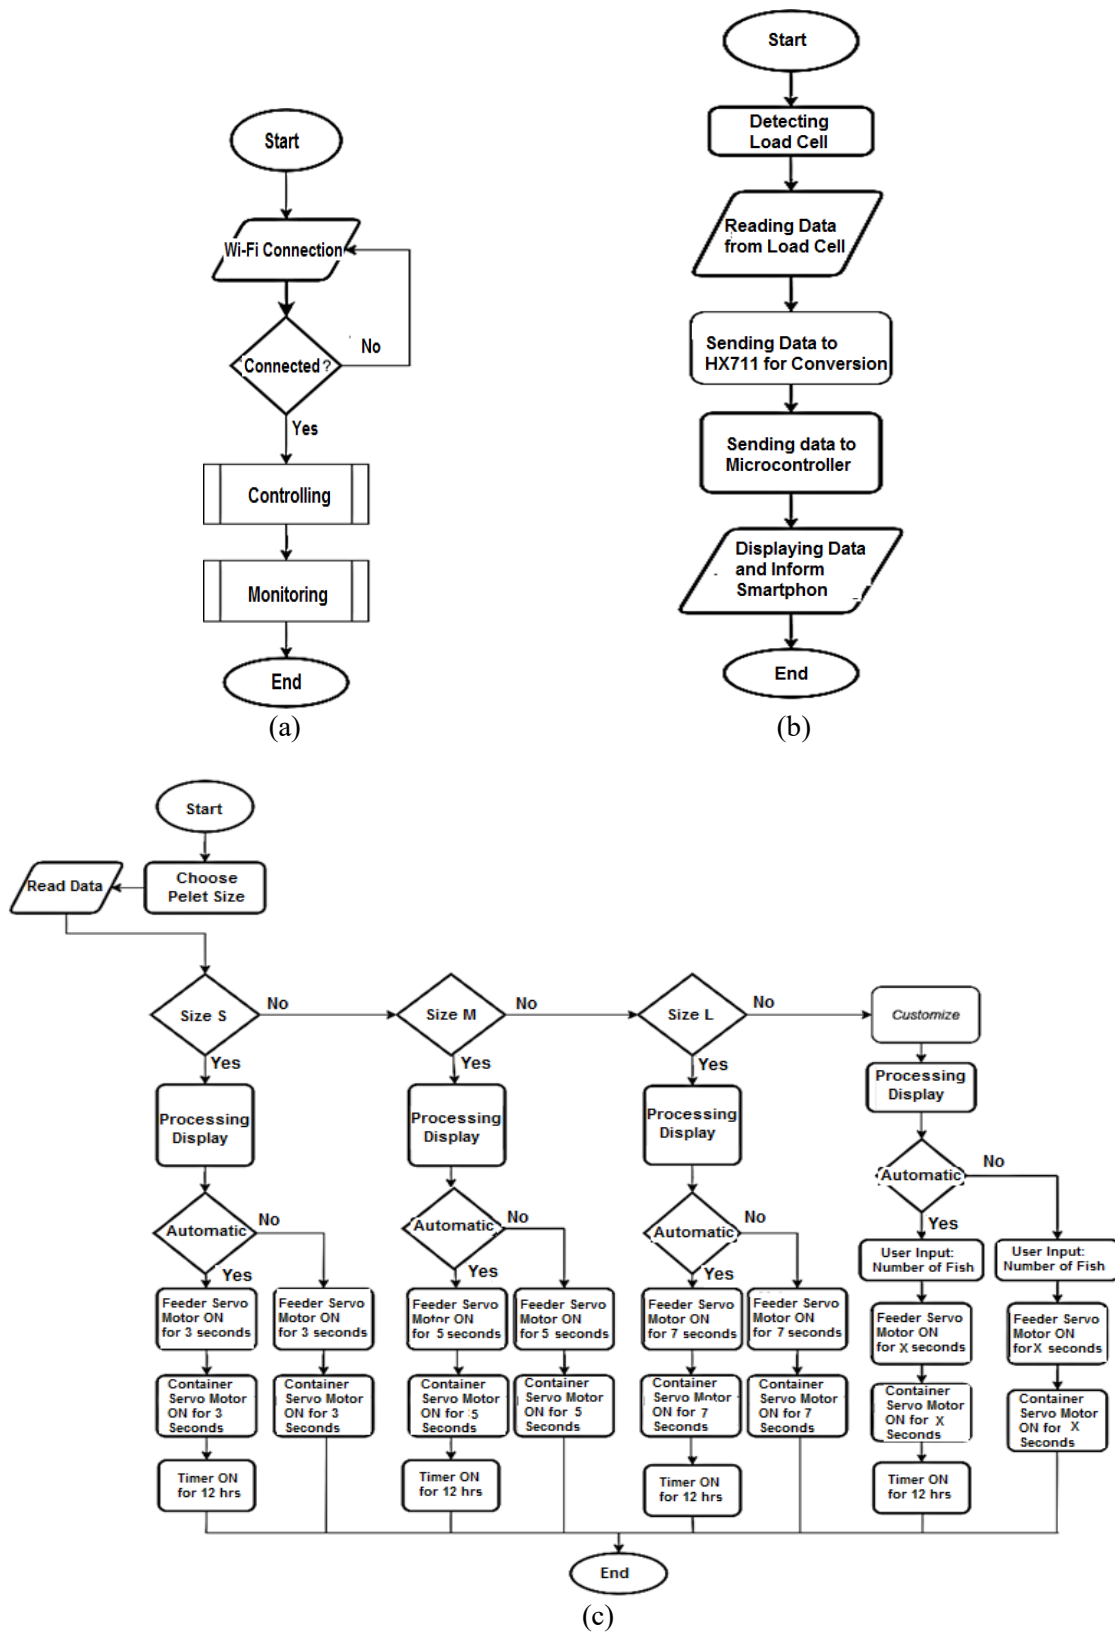 Start
Wi-Fi Connection
Connected ?
No
Yes
Controlling
Monitoring
End
(a)
Start
Detecting
Load Cell
Reading Data
from Load Cell
Sending Data to
HX711 for Conversion
Sending data to
Microcontroller
Displaying Data
and Inform
Smartphon
End
(b)
Start
Choose
Pelet Size
Read Data
Size S
No
Size M
No
Size L
No
Customize
Yes
Yes
Yes
Processing
Display
Processing
Display
Processing
Display
Processing
Display
Automatic
No
Automatic
No
Automatic
No
Automatic
No
Yes
Yes
Yes
Yes
Feeder Servo
Motor ON
for 3 seconds
Feeder Servo
Motor ON
for 3 seconds
Feeder Servo
Motor ON
for 5 seconds
Feeder Servo
Motor ON
for 5 seconds
Feeder Servo
Motor ON
for 7 seconds
Feeder Servo
Motor ON
for 7 seconds
User Input:
Number of Fish
User Input:
Number of Fish
Feeder Servo
Motor ON
for X seconds
Feeder Servo
Motor ON
for X seconds
Container
Servo Motor
ON for 3
Seconds
Container
Servo Motor
ON for 3
Seconds
Container
Servo Motor
ON for 5
Seconds
Container
Servo Motor
ON for 5
Seconds
Container
Servo Motor
ON for 7
Seconds
Container
Servo Motor
ON for 7
Seconds
Container
Servo Motor
ON for X
Seconds
Container
Servo Motor
ON for X
Seconds
Timer ON
for 12 hrs
Timer ON
for 12 hrs
Timer ON
for 12 hrs
Timer ON
for 12 hrs
End
(c)